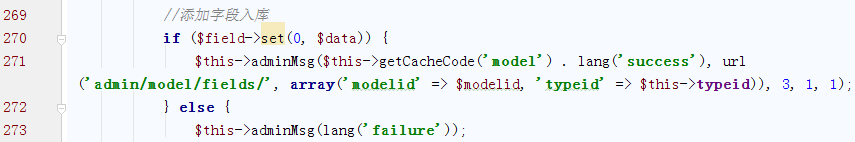 269 //添加字段入库
270 if ($field->set(0, $data)) {
271 $this->adminMsg($this->getCacheCode('model') . lang('success'), url
('admin/model/fields/', array('modelid' => $modelid, 'typeid' => $this->typeid)), 3, 1, 1);
272 } else {
273 $this->adminMsg(lang('failure'));